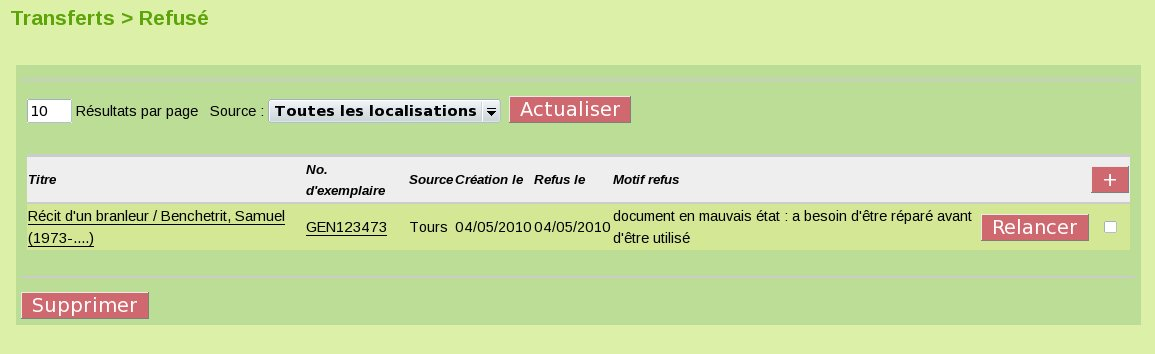 Transferts > Refusé
10 Résultats par page Source : Toutes les localisations Actualiser
Titre No. d'exemplaire Source Création le Refus le Motif refus +
Récit d'un branleur / Benchetrit, Samuel (1973-....) GEN123473 Tours 04/05/2010 04/05/2010 document en mauvais état : a besoin d'être réparé avant d'être utilisé Relancer
Supprimer